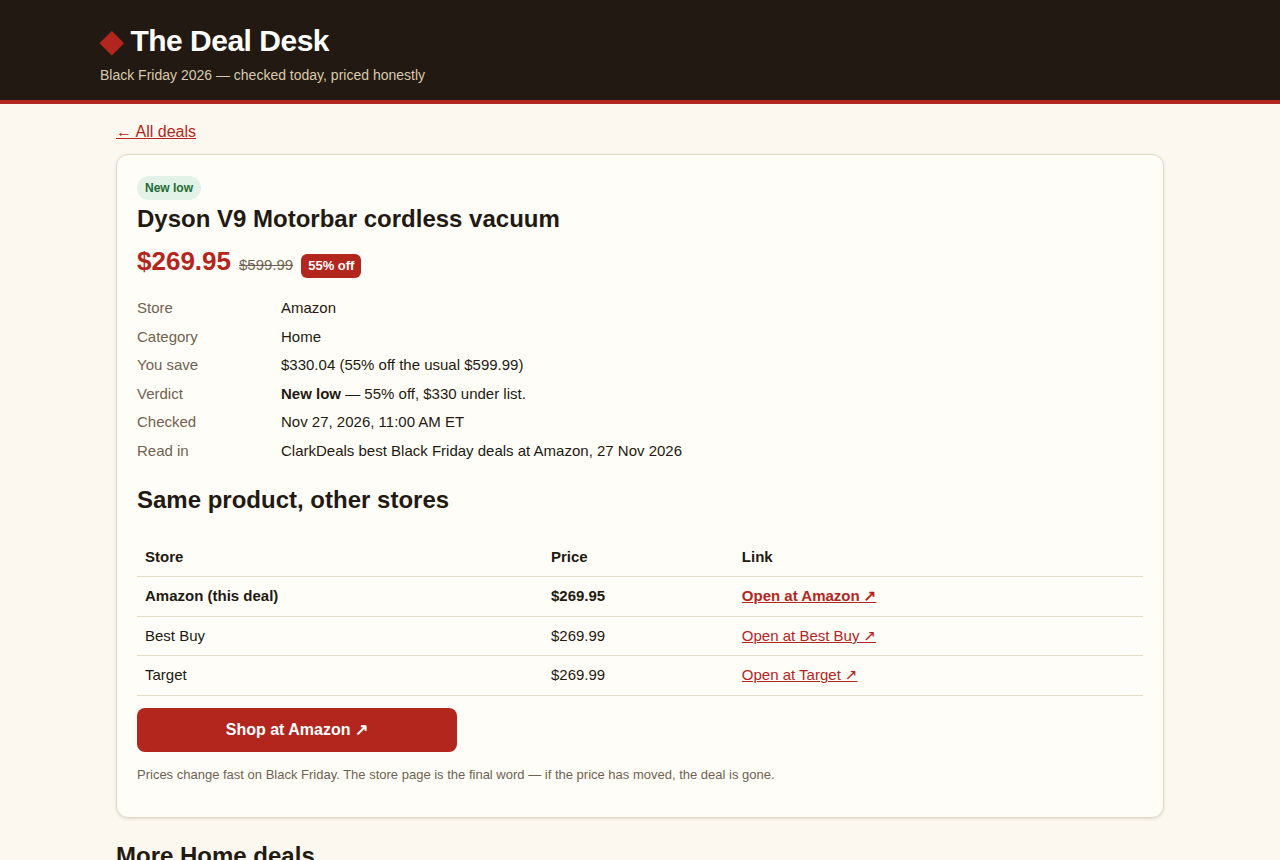 The Deal Desk
Black Friday 2026 — checked today, priced honestly
← All deals
New low
Dyson V9 Motorbar cordless vacuum
$269.95 $599.99 55% off
Store Amazon
Category Home
You save $330.04 (55% off the usual $599.99)
Verdict New low — 55% off, $330 under list.
Checked Nov 27, 2026, 11:00 AM ET
Read in ClarkDeals best Black Friday deals at Amazon, 27 Nov 2026
Same product, other stores
Store Price Link
Amazon (this deal) $269.95 Open at Amazon ↗
Best Buy $269.99 Open at Best Buy ↗
Target $269.99 Open at Target ↗
Shop at Amazon ↗
Prices change fast on Black Friday. The store page is the final word — if the price has moved, the deal is gone.
More Home deals